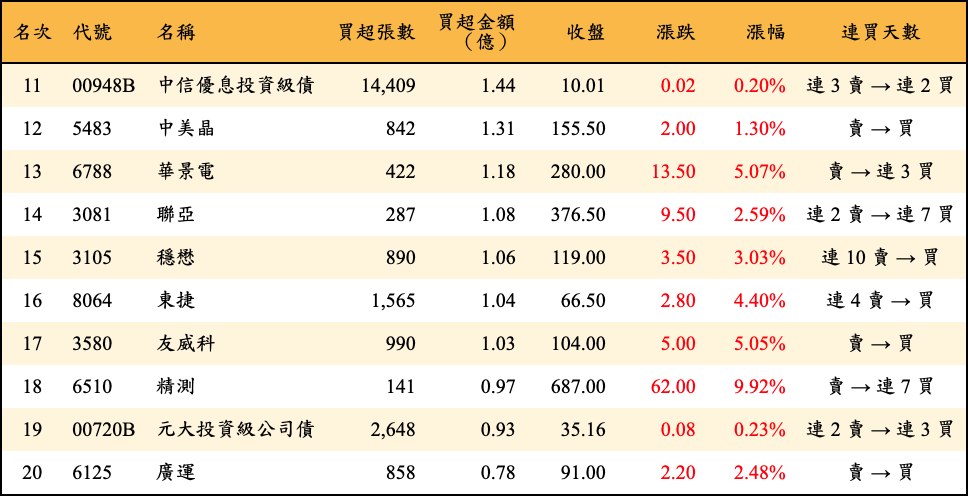 名次 代號 名稱 買超張數 買超金額（億） 收盤 漲跌 漲幅 連買天數
11 00948B 中信優息投資級債 14,409 1.44 10.01 0.02 0.20% 連 3 賣 → 連 2 買
12 5483 中美晶 842 1.31 155.50 2.00 1.30% 賣 → 買
13 6788 華景電 422 1.18 280.00 13.50 5.07% 賣 → 連 3 買
14 3081 聯亞 287 1.08 376.50 9.50 2.59% 連 2 賣 → 連 7 買
15 3105 穩懋 890 1.06 119.00 3.50 3.03% 連 10 賣 → 買
16 8064 東捷 1,565 1.04 66.50 2.80 4.40% 連 4 賣 → 買
17 3580 友威科 990 1.03 104.00 5.00 5.05% 賣 → 買
18 6510 精測 141 0.97 687.00 62.00 9.92% 賣 → 連 7 買
19 00720B 元大投資級公司債 2,648 0.93 35.16 0.08 0.23% 連 2 賣 → 連 3 買
20 6125 廣運 858 0.78 91.00 2.20 2.48% 賣 → 買